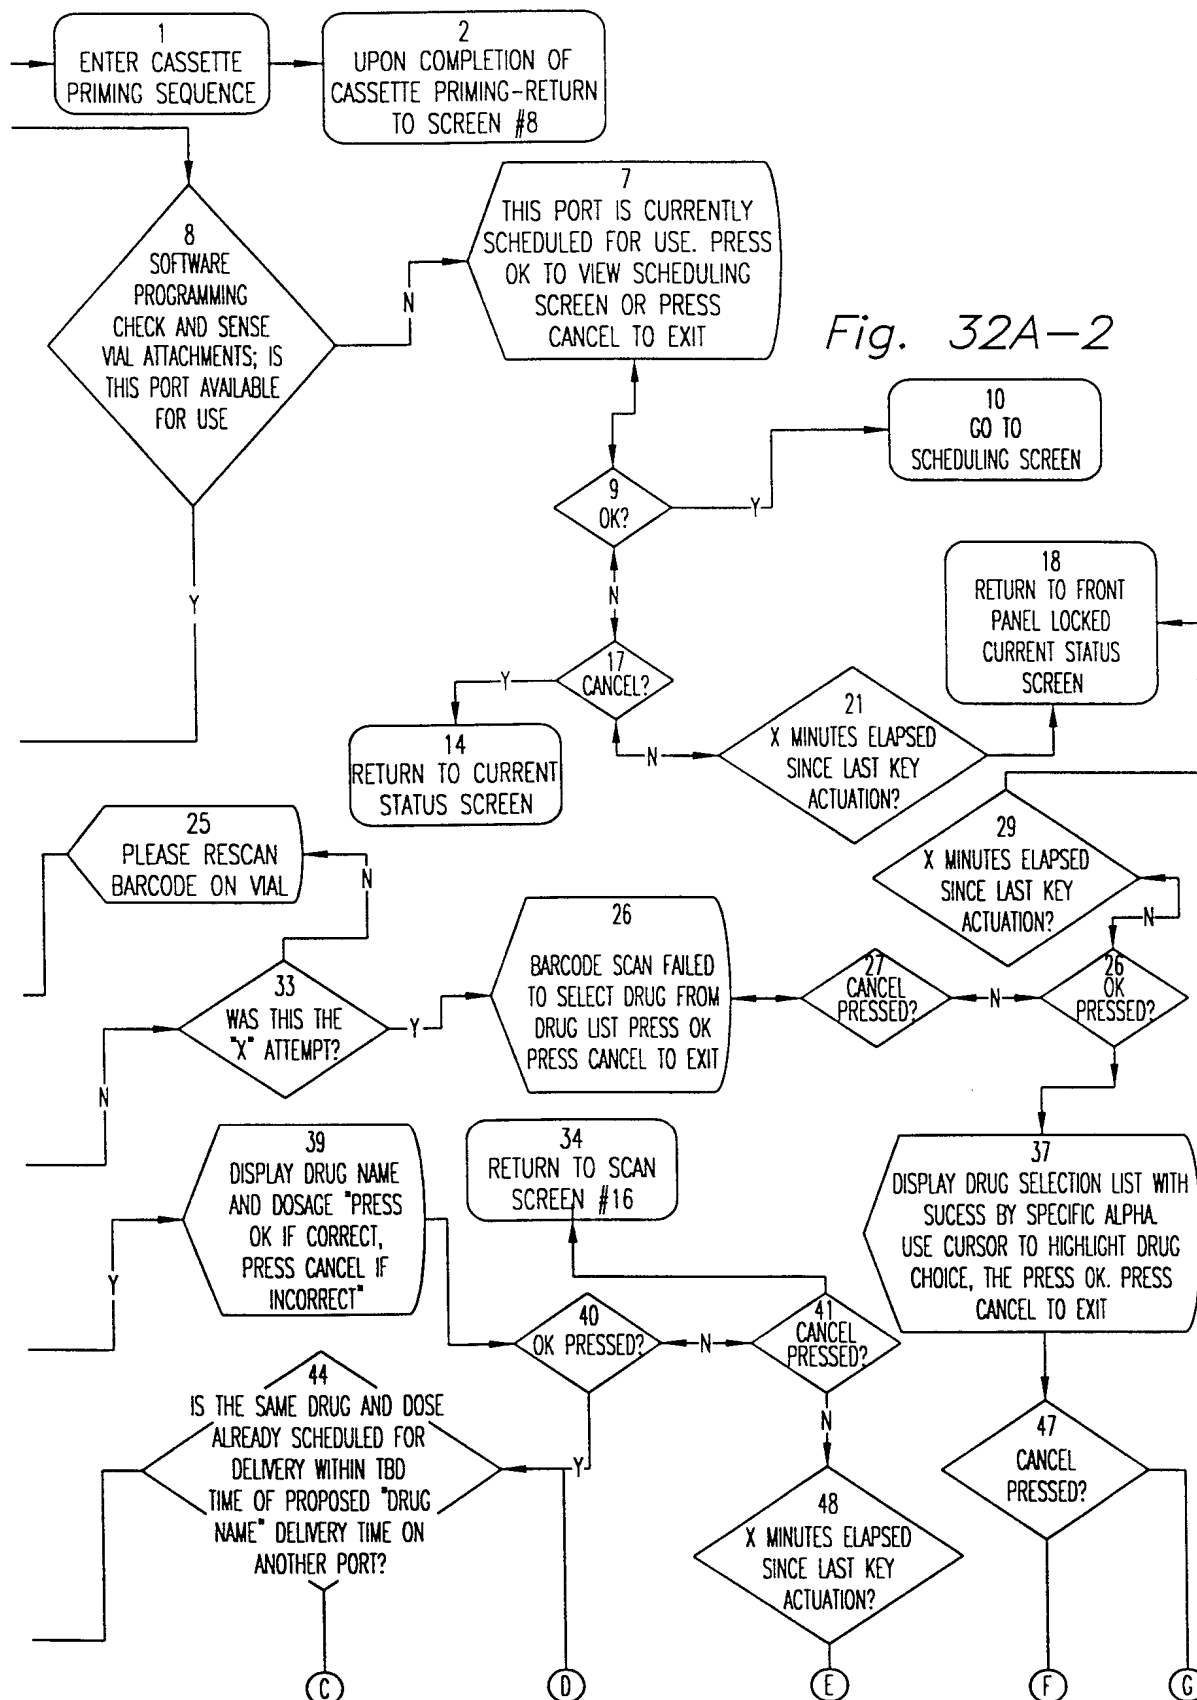 1
ENTER CASSETTE
PRIMING SEQUENCE
2
UPON COMPLETION OF
CASSETTE PRIMING-RETURN
TO SCREEN #8
8
SOFTWARE
PROGRAMMING
CHECK AND SENSE
VIAL ATTACHMENTS; IS
THIS PORT AVAILABLE
FOR USE
N
Y
7
THIS PORT IS CURRENTLY
SCHEDULED FOR USE. PRESS
OK TO VIEW SCHEDULING
SCREEN OR PRESS
CANCEL TO EXIT
Fig. 32A-2
10
GO TO
SCHEDULING SCREEN
9
OK?
Y
N
17
CANCEL?
Y
N
14
RETURN TO CURRENT
STATUS SCREEN
18
RETURN TO FRONT
PANEL LOCKED
CURRENT STATUS
SCREEN
21
X MINUTES ELAPSED
SINCE LAST KEY
ACTUATION?
25
PLEASE RESCAN
BARCODE ON VIAL
N
29
X MINUTES ELAPSED
SINCE LAST KEY
ACTUATION?
N
33
WAS THIS THE
"X" ATTEMPT?
Y
N
26
BARCODE SCAN FAILED
TO SELECT DRUG FROM
DRUG LIST PRESS OK
PRESS CANCEL TO EXIT
27
CANCEL
PRESSED?
N
26
OK
PRESSED?
39
DISPLAY DRUG NAME
AND DOSAGE "PRESS
OK IF CORRECT,
PRESS CANCEL IF
INCORRECT"
Y
34
RETURN TO SCAN
SCREEN #16
37
DISPLAY DRUG SELECTION LIST WITH
SUCESS BY SPECIFIC ALPHA.
USE CURSOR TO HIGHLIGHT DRUG
CHOICE, THE PRESS OK. PRESS
CANCEL TO EXIT
40
OK PRESSED?
N
Y
41
CANCEL
PRESSED?
N
44
IS THE SAME DRUG AND DOSE
ALREADY SCHEDULED FOR
DELIVERY WITHIN TBD
TIME OF PROPOSED "DRUG
NAME" DELIVERY TIME ON
ANOTHER PORT?
47
CANCEL
PRESSED?
48
X MINUTES ELAPSED
SINCE LAST KEY
ACTUATION?
C
D
E
F
G